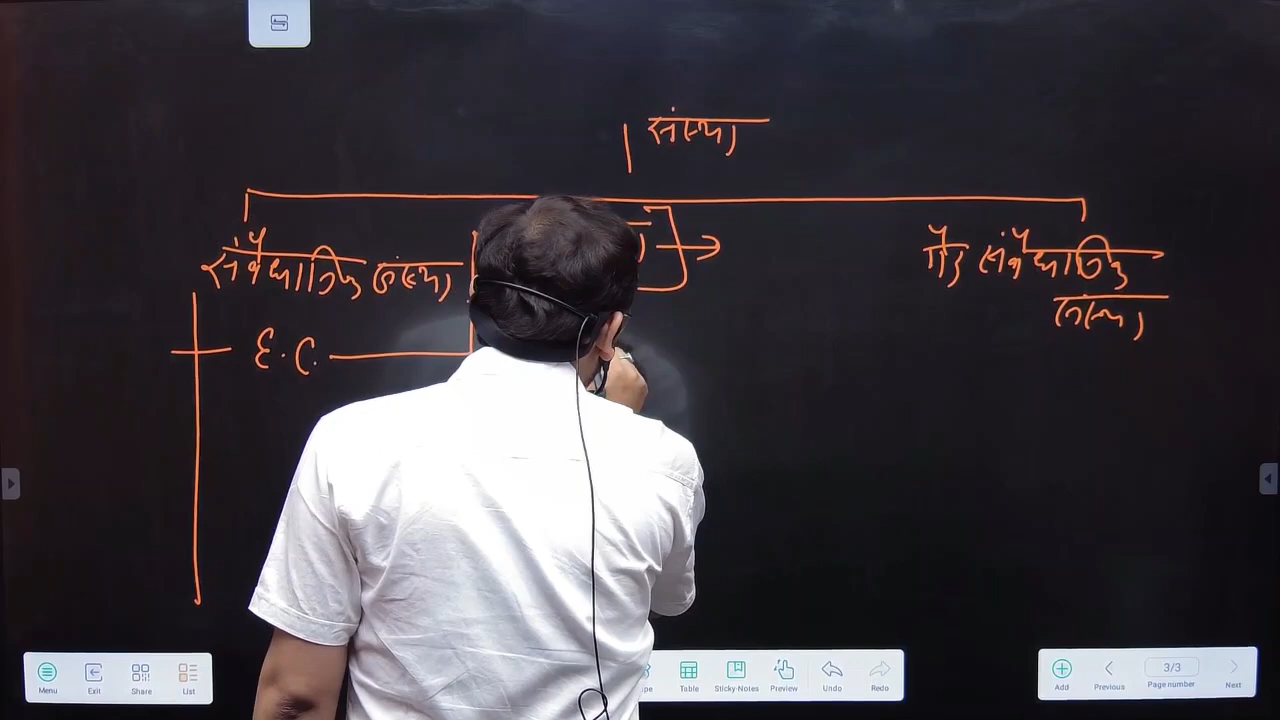 संस्था
संवैधानिक संस्था
गैर संवैधानिक
संस्था
E.C.
Menu
Exit
Share
List
Table
Sticky-Notes
Preview
Undo
Redo
Add
Previous
3/3
Page number
Next